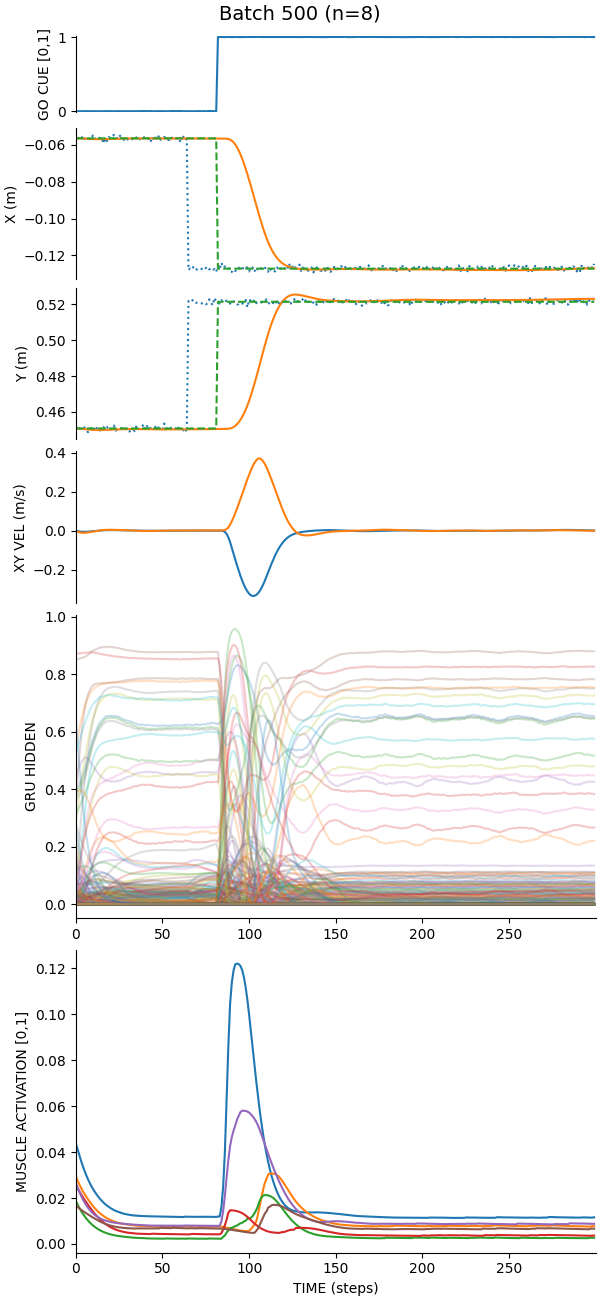 Batch 500 (n=8)
GO CUE [0,1]
1
0
X (m)
−0.06
−0.08
−0.10
−0.12
Y (m)
0.52
0.50
0.48
0.46
XY VEL (m/s)
0.4
0.2
0.0
−0.2
GRU HIDDEN
1.0
0.8
0.6
0.4
0.2
0.0
0 50 100 150 200 250
MUSCLE ACTIVATION [0,1]
0.12
0.10
0.08
0.06
0.04
0.02
0.00
0 50 100 150 200 250
TIME (steps)